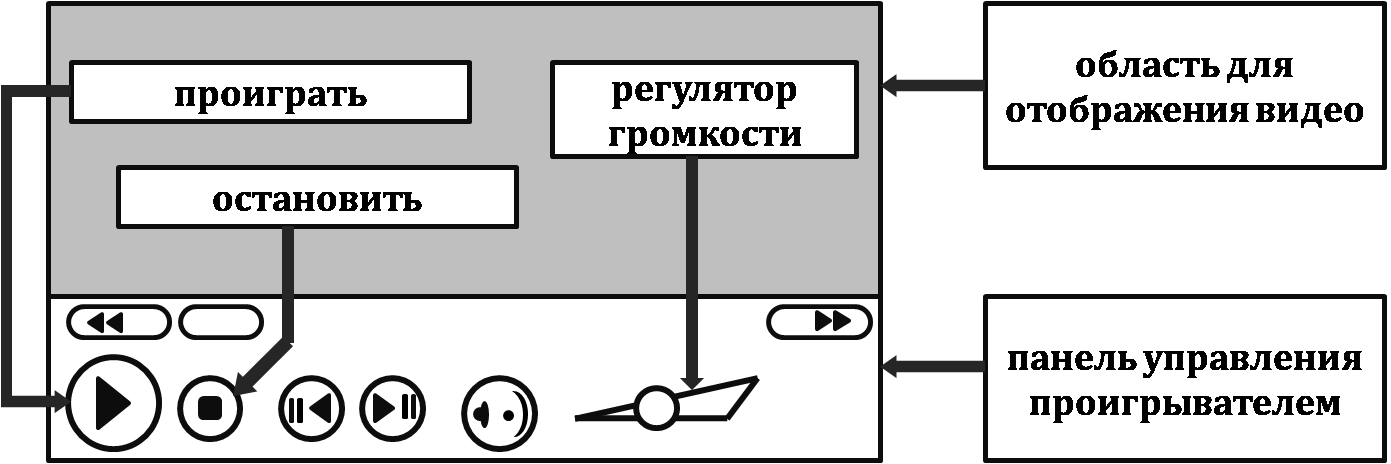 проиграть
регулятор
громкости
область для
отображения видео
остановить
панель управления
проигрывателем